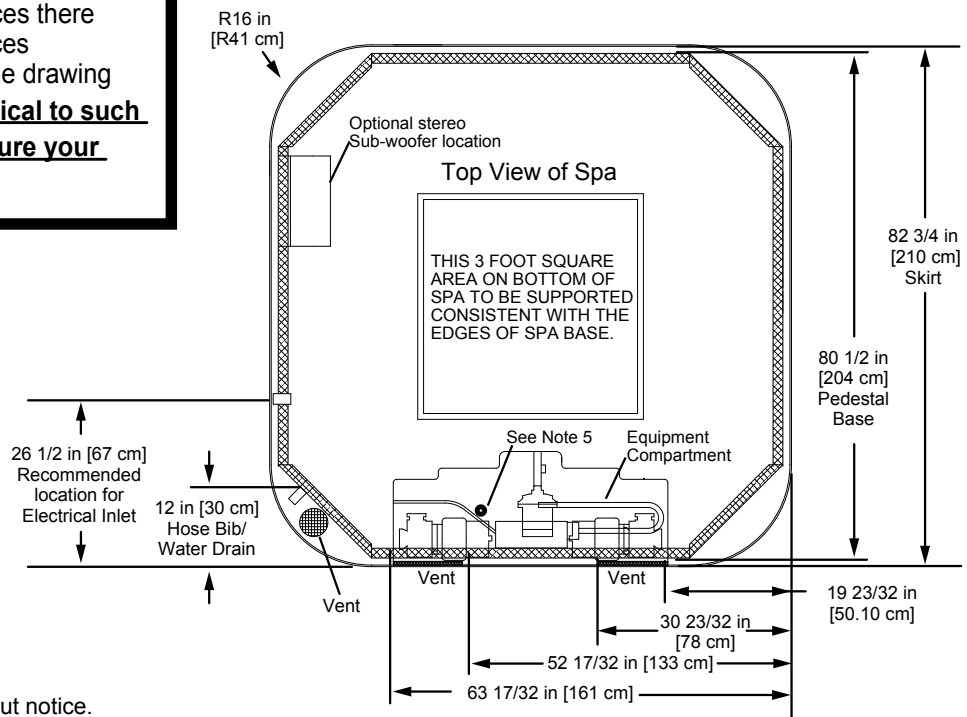 ces there
ces
e drawing
ical to such
ure your
R16 in
[R41 cm]
Optional stereo
Sub-woofer location
Top View of Spa
THIS 3 FOOT SQUARE
AREA ON BOTTOM OF
SPA TO BE SUPPORTED
CONSISTENT WITH THE
EDGES OF SPA BASE.
82 3/4 in
[210 cm]
Skirt
80 1/2 in
[204 cm]
Pedestal
Base
26 1/2 in [67 cm]
Recommended
location for
Electrical Inlet
12 in [30 cm]
Hose Bib/
Water Drain
See Note 5
Equipment
Compartment
Vent
Vent
Vent
19 23/32 in
[50.10 cm]
30 23/32 in
[78 cm]
52 17/32 in [133 cm]
63 17/32 in [161 cm]
ut notice.